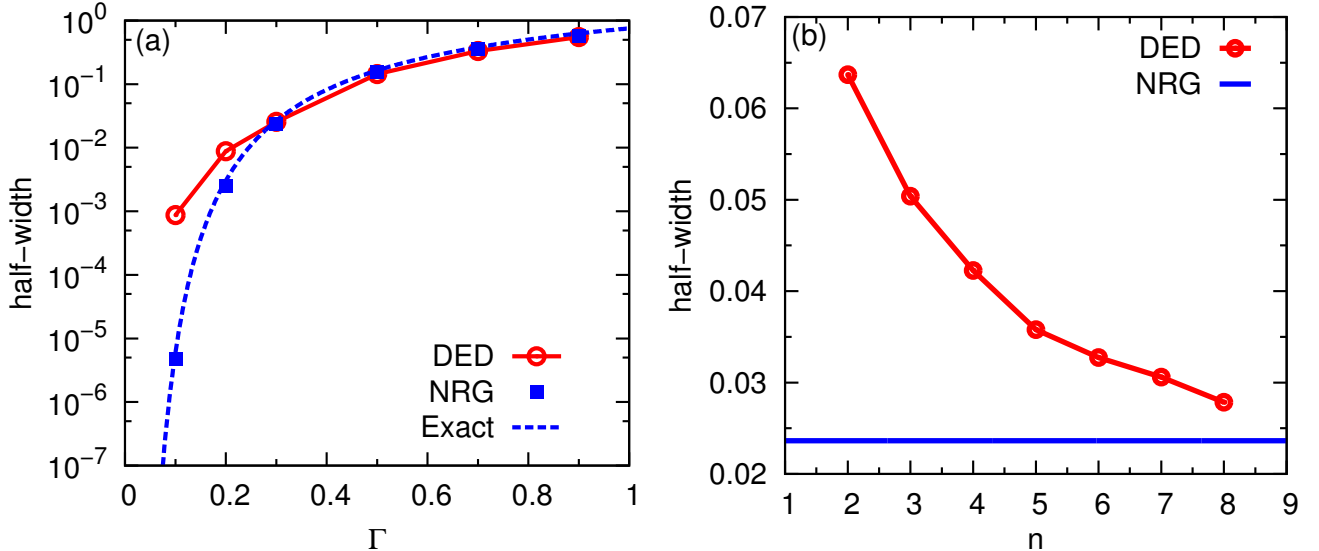 (a)
half−width
10⁰
10⁻¹
10⁻²
10⁻³
10⁻⁴
10⁻⁵
10⁻⁶
10⁻⁷
DED
NRG
Exact
0 0.2 0.4 0.6 0.8 1
Γ
(b)
half−width
0.07
0.06
0.05
0.04
0.03
0.02
DED
NRG
1 2 3 4 5 6 7 8 9
n